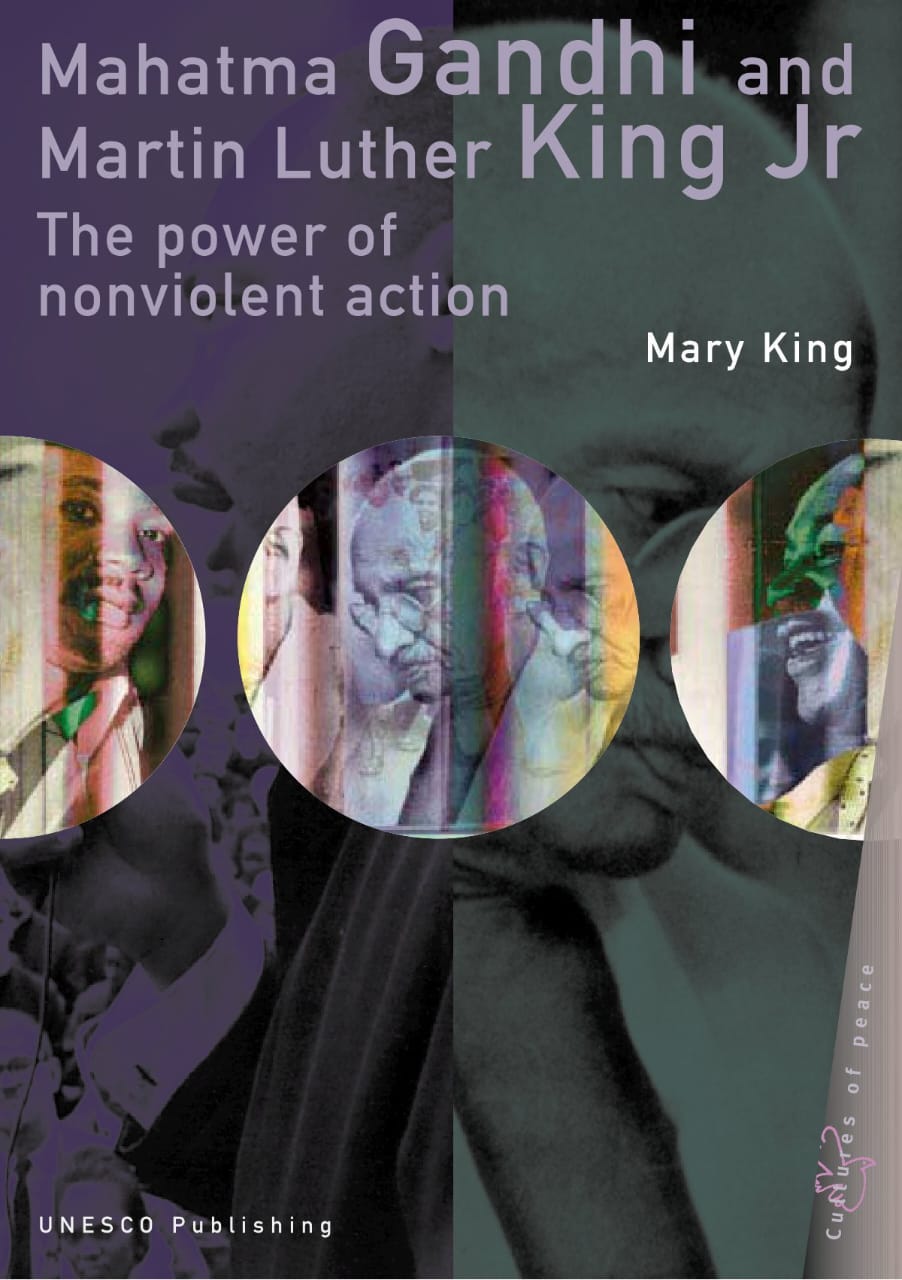 Mahatma Gandhi and
Martin Luther King Jr
The power of
nonviolent action
Mary King
Cultures of peace
UNESCO Publishing